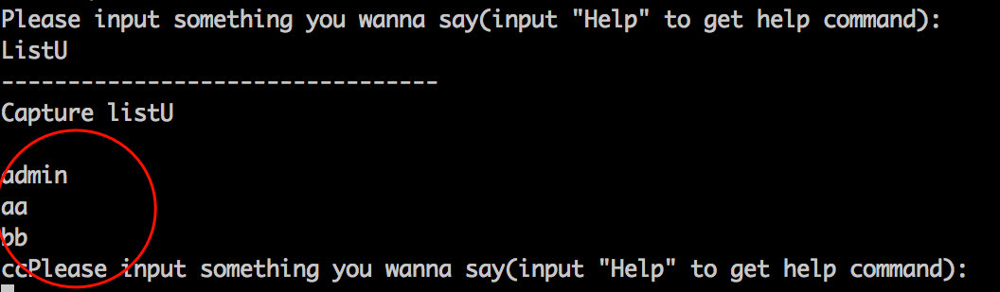 Please input something you wanna say(input "Help" to get help command):
ListU
---------------------------------
Capture listU
admin
aa
bb
ccPlease input something you wanna say(input "Help" to get help command):